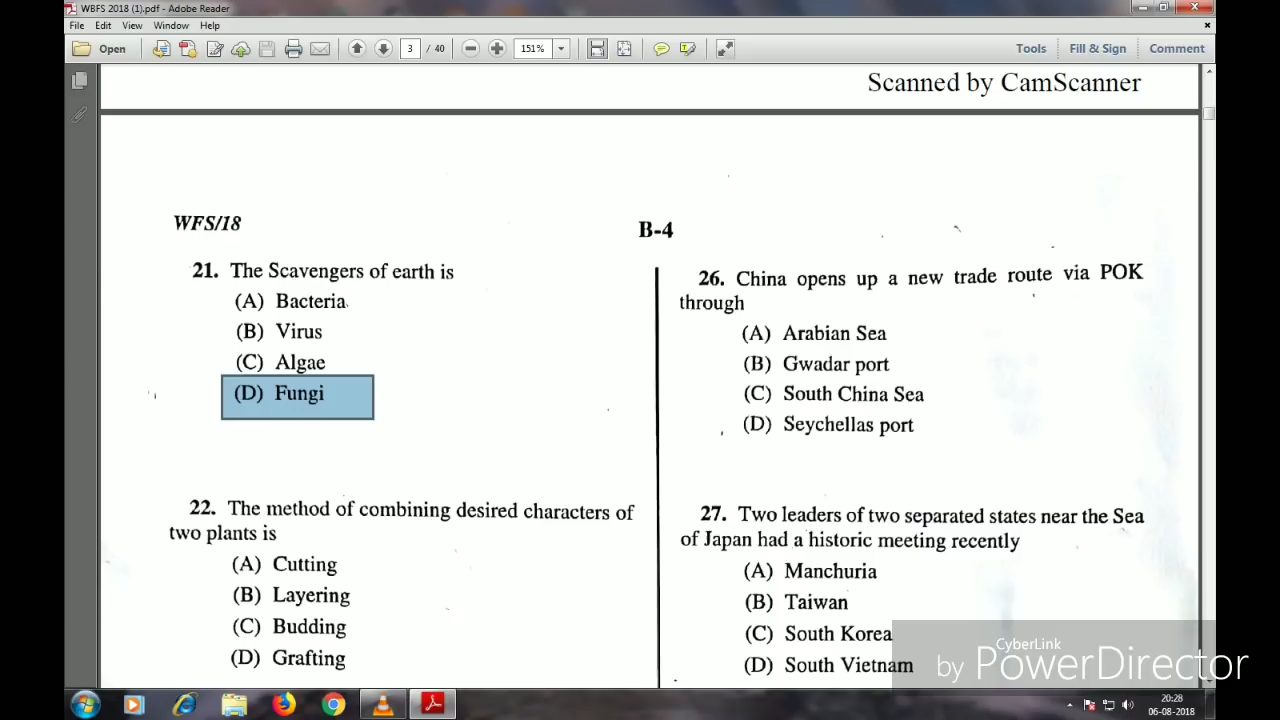 WBFS 2018 (1).pdf - Adobe Reader
File Edit View Window Help
Open 3 / 40 151% Tools Fill & Sign Comment
Scanned by CamScanner
WFS/18
B-4
21. The Scavengers of earth is
(A) Bacteria
(B) Virus
(C) Algae
(D) Fungi
22. The method of combining desired characters of
two plants is
(A) Cutting
(B) Layering
(C) Budding
(D) Grafting
26. China opens up a new trade route via POK
through
(A) Arabian Sea
(B) Gwadar port
(C) South China Sea
(D) Seychellas port
27. Two leaders of two separated states near the Sea
of Japan had a historic meeting recently
(A) Manchuria
(B) Taiwan
(C) South Korea
(D) South Vietnam
CyberLink
by PowerDirector
20:28
06-08-2018